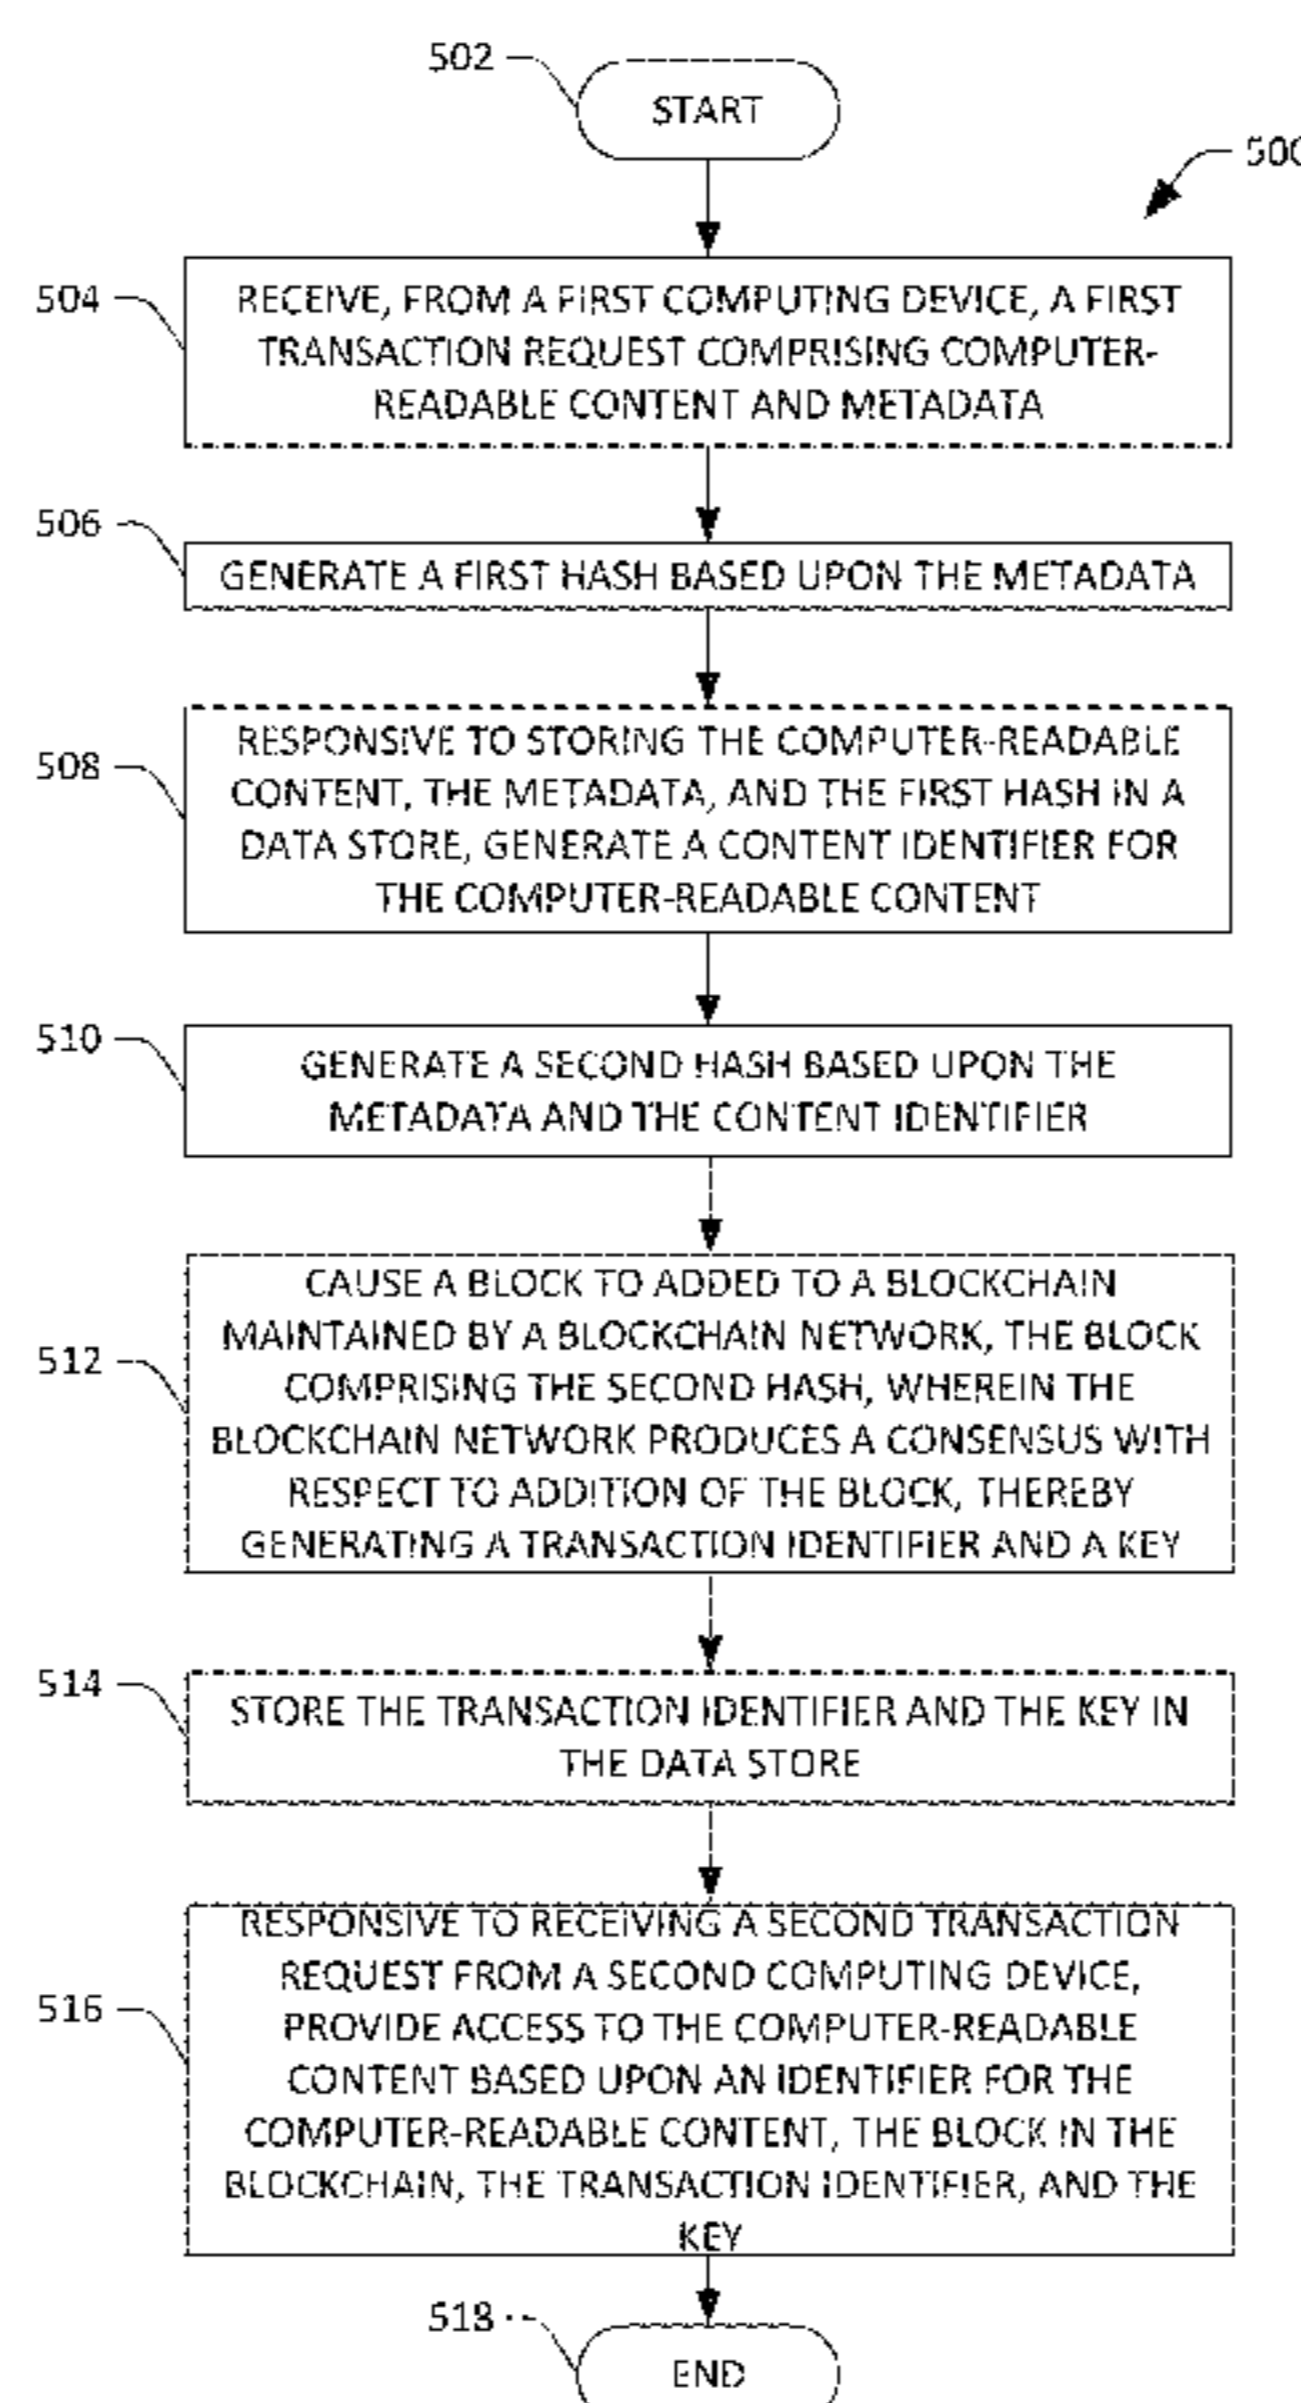 502
START
500
504
RECEIVE, FROM A FIRST COMPUTING DEVICE, A FIRST
TRANSACTION REQUEST COMPRISING COMPUTER-
READABLE CONTENT AND METADATA
506
GENERATE A FIRST HASH BASED UPON THE METADATA
508
RESPONSIVE TO STORING THE COMPUTER-READABLE
CONTENT, THE METADATA, AND THE FIRST HASH IN A
DATA STORE, GENERATE A CONTENT IDENTIFIER FOR
THE COMPUTER-READABLE CONTENT
510
GENERATE A SECOND HASH BASED UPON THE
METADATA AND THE CONTENT IDENTIFIER
512
CAUSE A BLOCK TO ADDED TO A BLOCKCHAIN
MAINTAINED BY A BLOCKCHAIN NETWORK, THE BLOCK
COMPRISING THE SECOND HASH, WHEREIN THE
BLOCKCHAIN NETWORK PRODUCES A CONSENSUS WITH
RESPECT TO ADDITION OF THE BLOCK, THEREBY
GENERATING A TRANSACTION IDENTIFIER AND A KEY
514
STORE THE TRANSACTION IDENTIFIER AND THE KEY IN
THE DATA STORE
516
RESPONSIVE TO RECEIVING A SECOND TRANSACTION
REQUEST FROM A SECOND COMPUTING DEVICE,
PROVIDE ACCESS TO THE COMPUTER-READABLE
CONTENT BASED UPON AN IDENTIFIER FOR THE
COMPUTER-READABLE CONTENT, THE BLOCK IN THE
BLOCKCHAIN, THE TRANSACTION IDENTIFIER, AND THE
KEY
518
END